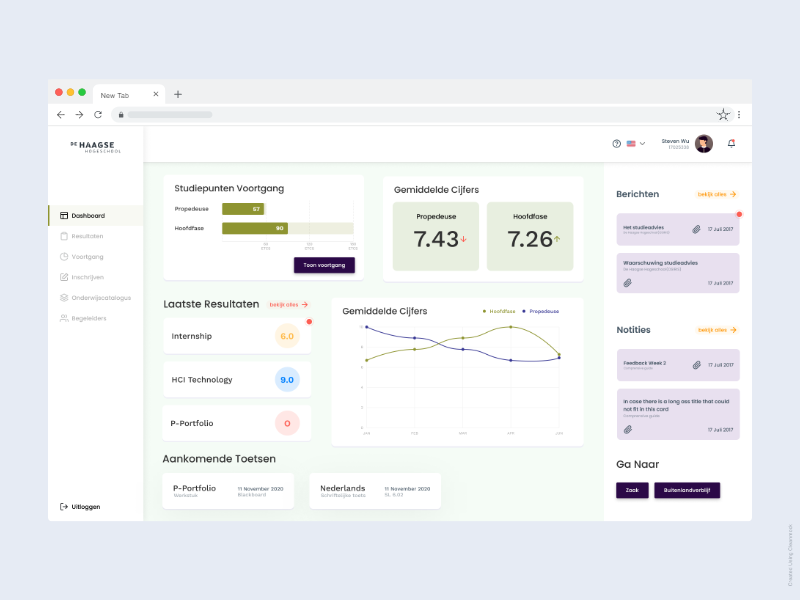 New Tab
DE HAAGSE
HOGESCHOOL
Steven Wu
Dashboard
Resultaten
Voortgang
Inschrijven
Onderwijscatalogus
Begeleiders
Uitloggen
Studiepunten Voortgang
Propedeuse
57
Hoofdfase
90
Toon voortgang
Gemiddelde Cijfers
Propedeuse
7.43
Hoofdfase
7.26
Laatste Resultaten
bekijk alles
Internship
6.0
HCI Technology
9.0
P-Portfolio
0
Gemiddelde Cijfers
Hoofdfase
Propedeuse
Aankomende Toetsen
P-Portfolio
11 November 2020
Blackboard
Nederlands
11 November 2020
Schriftelijke toets
Berichten
bekijk alles
Het studieadvies
17 Juli 2017
Waarschuwing studieadvies
17 Juli 2017
Notities
bekijk alles
Feedback Week 3
17 Juli 2017
In case there is a long ass title that could
not fit in this card
17 Juli 2017
Ga Naar
Zaak
Buitenlandverblijf